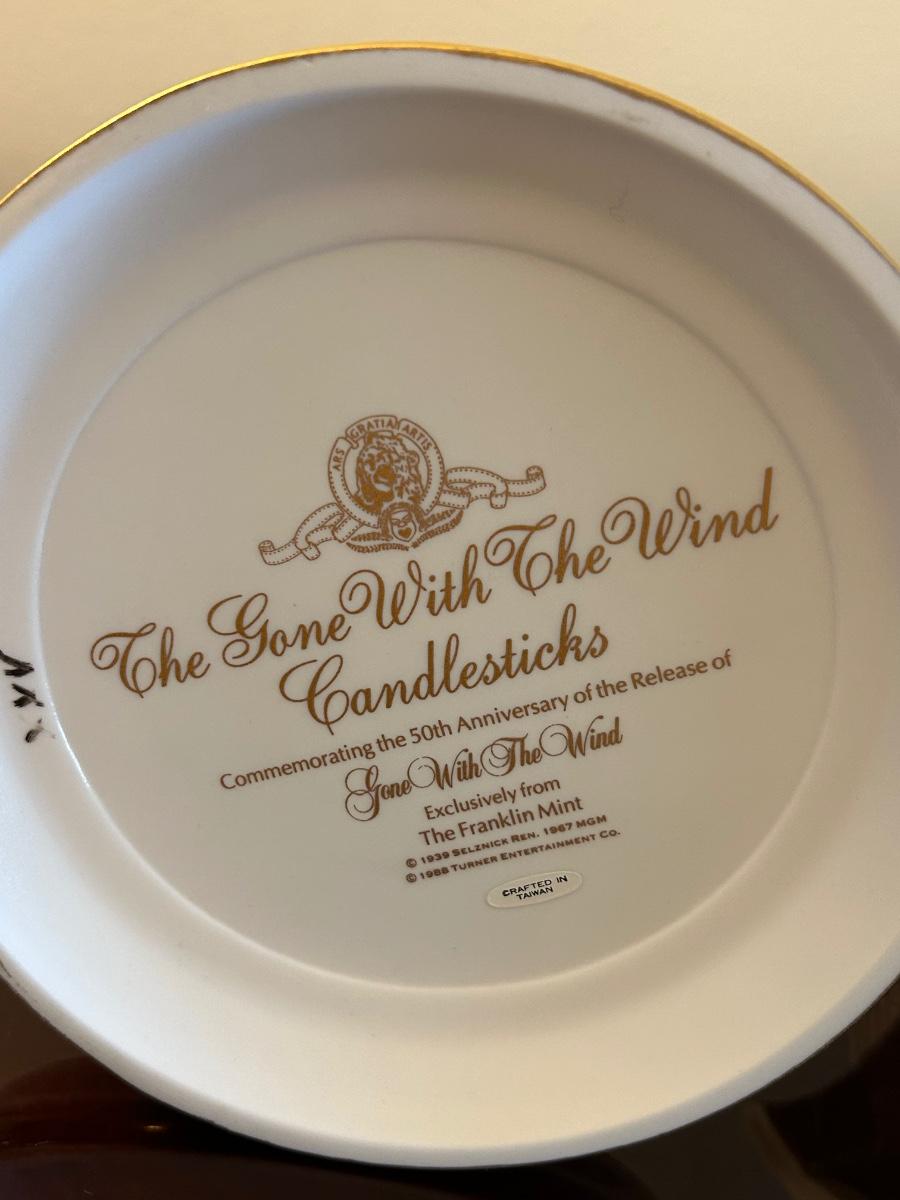 ARS GRATIA ARTIS
The Gone With The Wind
Candlesticks
Commemorating the 50th Anniversary of the Release of
Gone With The Wind
Exclusively from
The Franklin Mint
© 1939 SELZNICK REN. 1967 MGM
© 1988 TURNER ENTERTAINMENT CO.
CRAFTED IN
TAIWAN